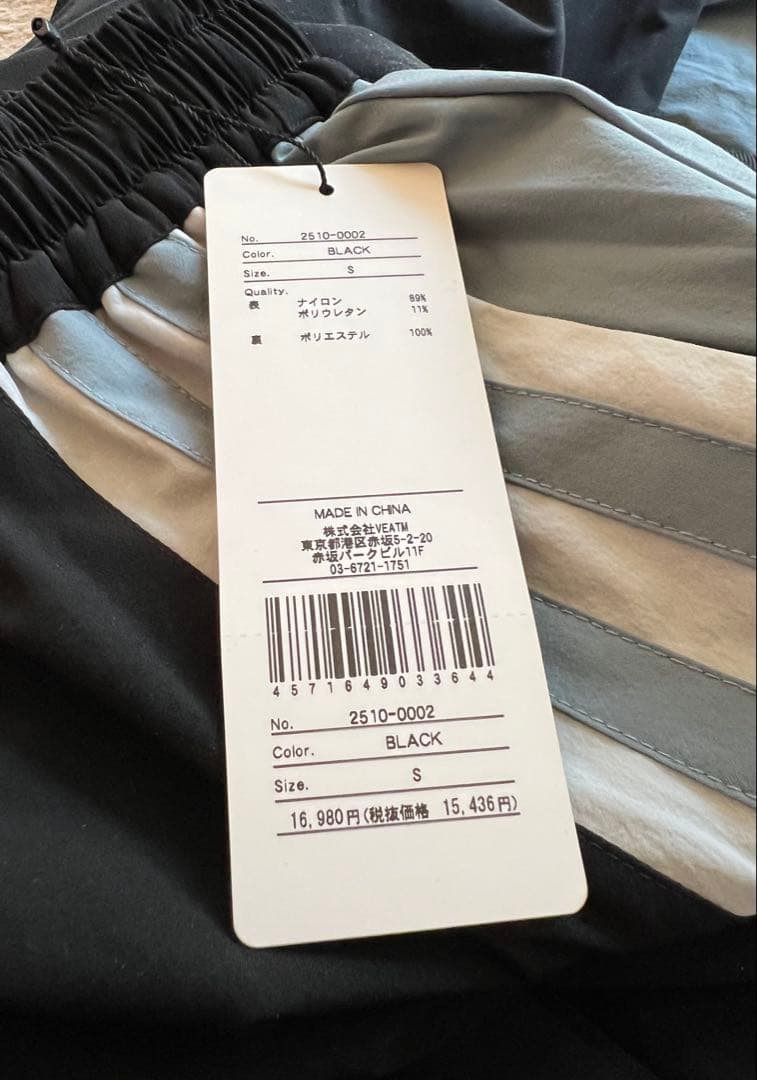 No. 2510-0002
Color. BLACK
Size. S
Quality.
表 ナイロン 89%
ポリウレタン 11%
裏 ポリエステル 100%
MADE IN CHINA
株式会社VEATM
東京都港区赤坂5-2-20
赤坂パークビル11F
03-6721-1751
4571649033644
No. 2510-0002
Color. BLACK
Size. S
16,980円(税抜価格 15,436円)